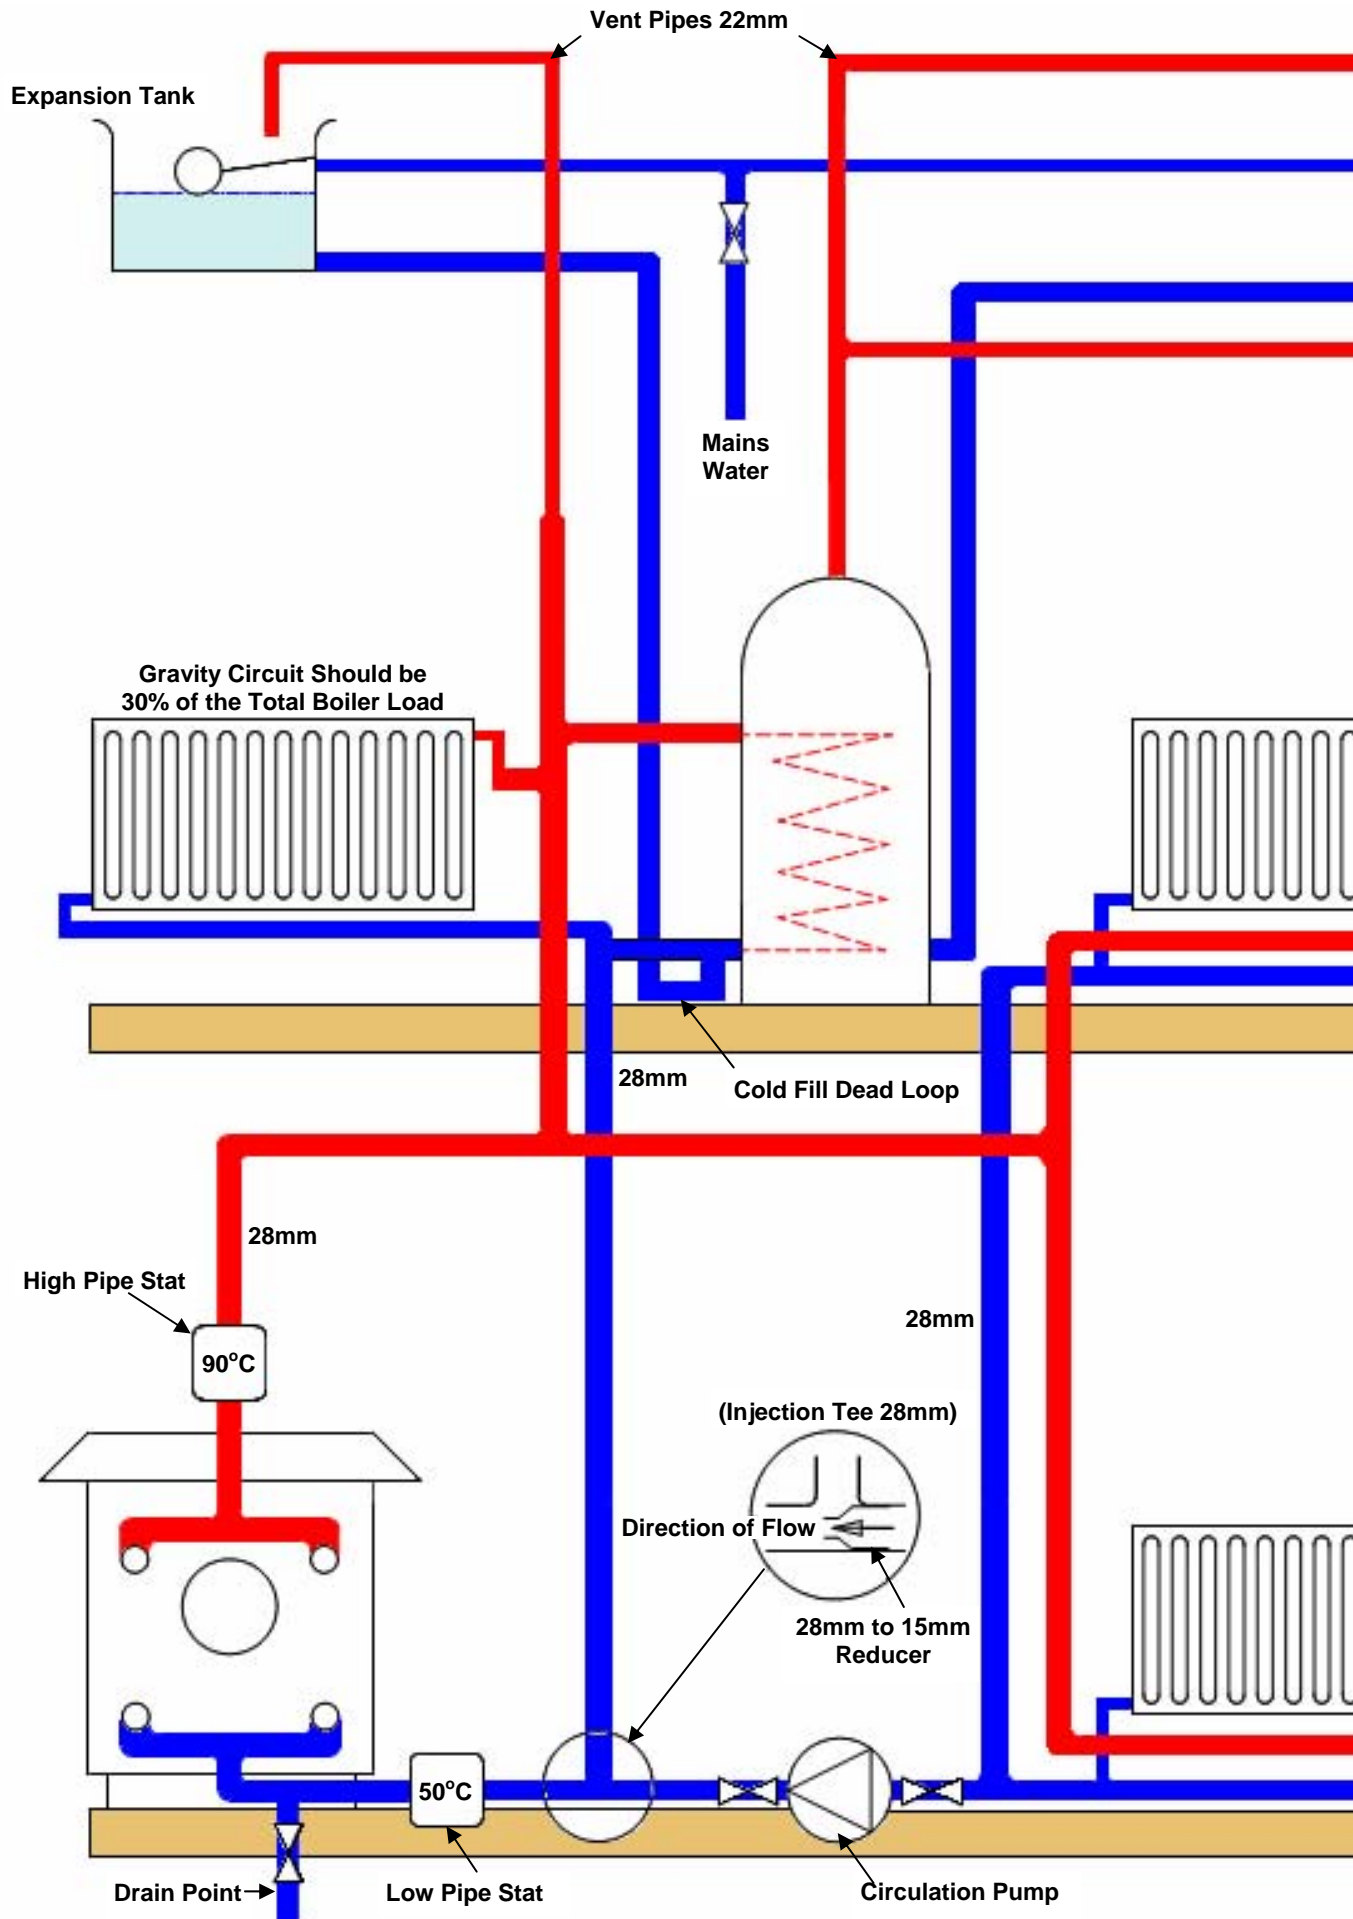 Vent Pipes 22mm
Expansion Tank
Mains
Water
Gravity Circuit Should be
30% of the Total Boiler Load
28mm
Cold Fill Dead Loop
28mm
High Pipe Stat
28mm
90°C
(Injection Tee 28mm)
Direction of Flow
28mm to 15mm
Reducer
50°C
Drain Point
Low Pipe Stat
Circulation Pump